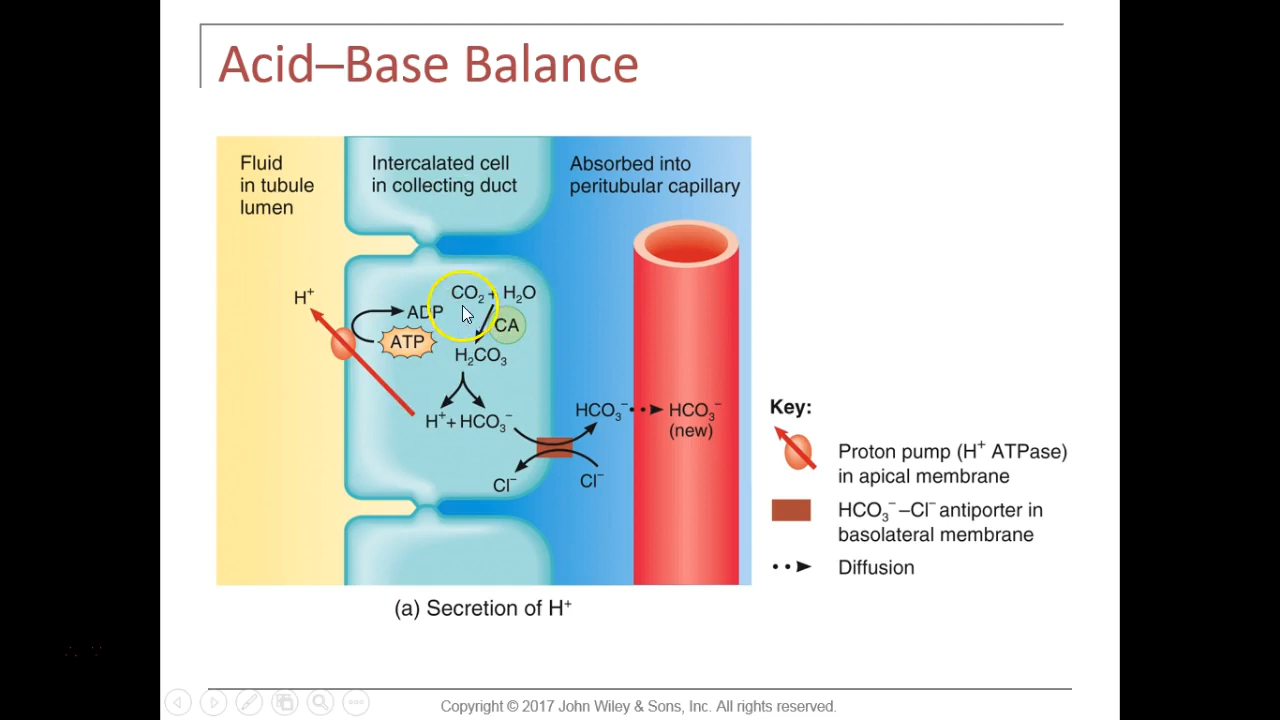 Acid–Base Balance
Fluid
in tubule
lumen
Intercalated cell
in collecting duct
Absorbed into
peritubular capillary
H⁺
ADP
ATP
CO₂ + H₂O
CA
H₂CO₃
H⁺ + HCO₃⁻
HCO₃⁻
HCO₃⁻
(new)
Cl⁻
Cl⁻
Key:
Proton pump (H⁺ ATPase)
in apical membrane
HCO₃⁻–Cl⁻ antiporter in
basolateral membrane
Diffusion
(a) Secretion of H⁺
Copyright © 2017 John Wiley & Sons, Inc. All rights reserved.